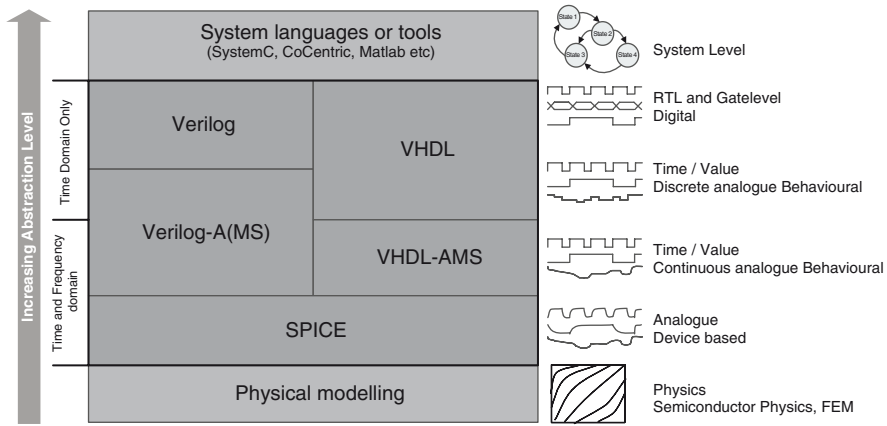 Increasing Abstraction Level
Time Domain Only
Time and Frequency
domain
System languages or tools
(SystemC, CoCentric, Matlab etc)
Verilog
VHDL
Verilog-A(MS)
VHDL-AMS
SPICE
Physical modelling
State 1
State 2
State 3
State 4
System Level
RTL and Gatelevel
Digital
Time / Value
Discrete analogue Behavioural
Time / Value
Continuous analogue Behavioural
Analogue
Device based
Physics
Semiconductor Physics, FEM